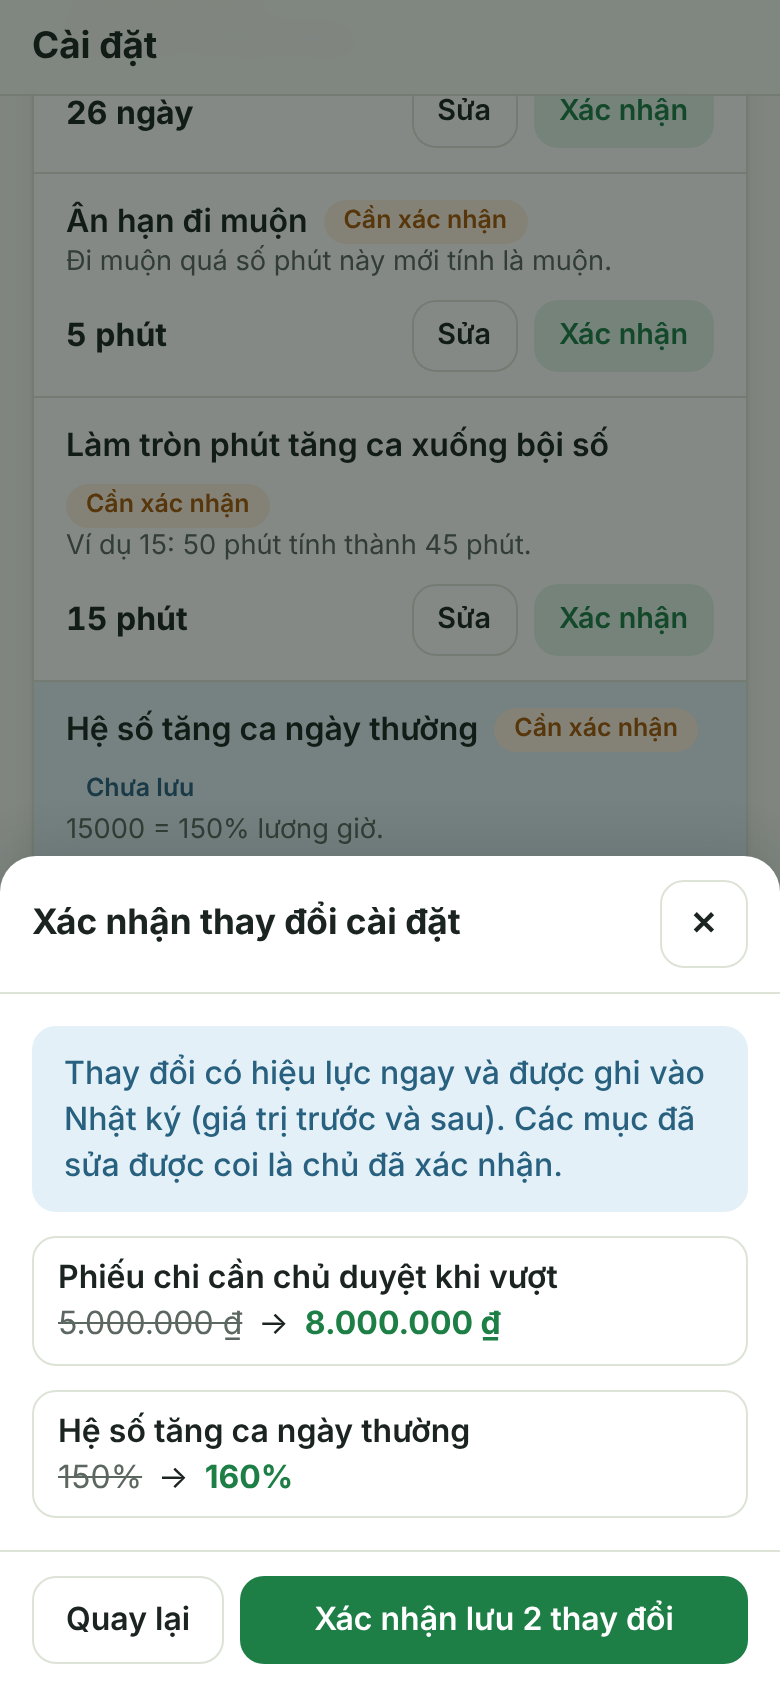 Cài đặt
26 ngày
Sửa
Xác nhận
Ân hạn đi muộn
Cần xác nhận
Đi muộn quá số phút này mới tính là muộn.
5 phút
Sửa
Xác nhận
Làm tròn phút tăng ca xuống bội số
Cần xác nhận
Ví dụ 15: 50 phút tính thành 45 phút.
15 phút
Sửa
Xác nhận
Hệ số tăng ca ngày thường
Cần xác nhận
Chưa lưu
15000 = 150% lương giờ.
Xác nhận thay đổi cài đặt
Thay đổi có hiệu lực ngay và được ghi vào
Nhật ký (giá trị trước và sau). Các mục đã
sửa được coi là chủ đã xác nhận.
Phiếu chi cần chủ duyệt khi vượt
5.000.000 ₫ → 8.000.000 ₫
Hệ số tăng ca ngày thường
150% → 160%
Quay lại
Xác nhận lưu 2 thay đổi